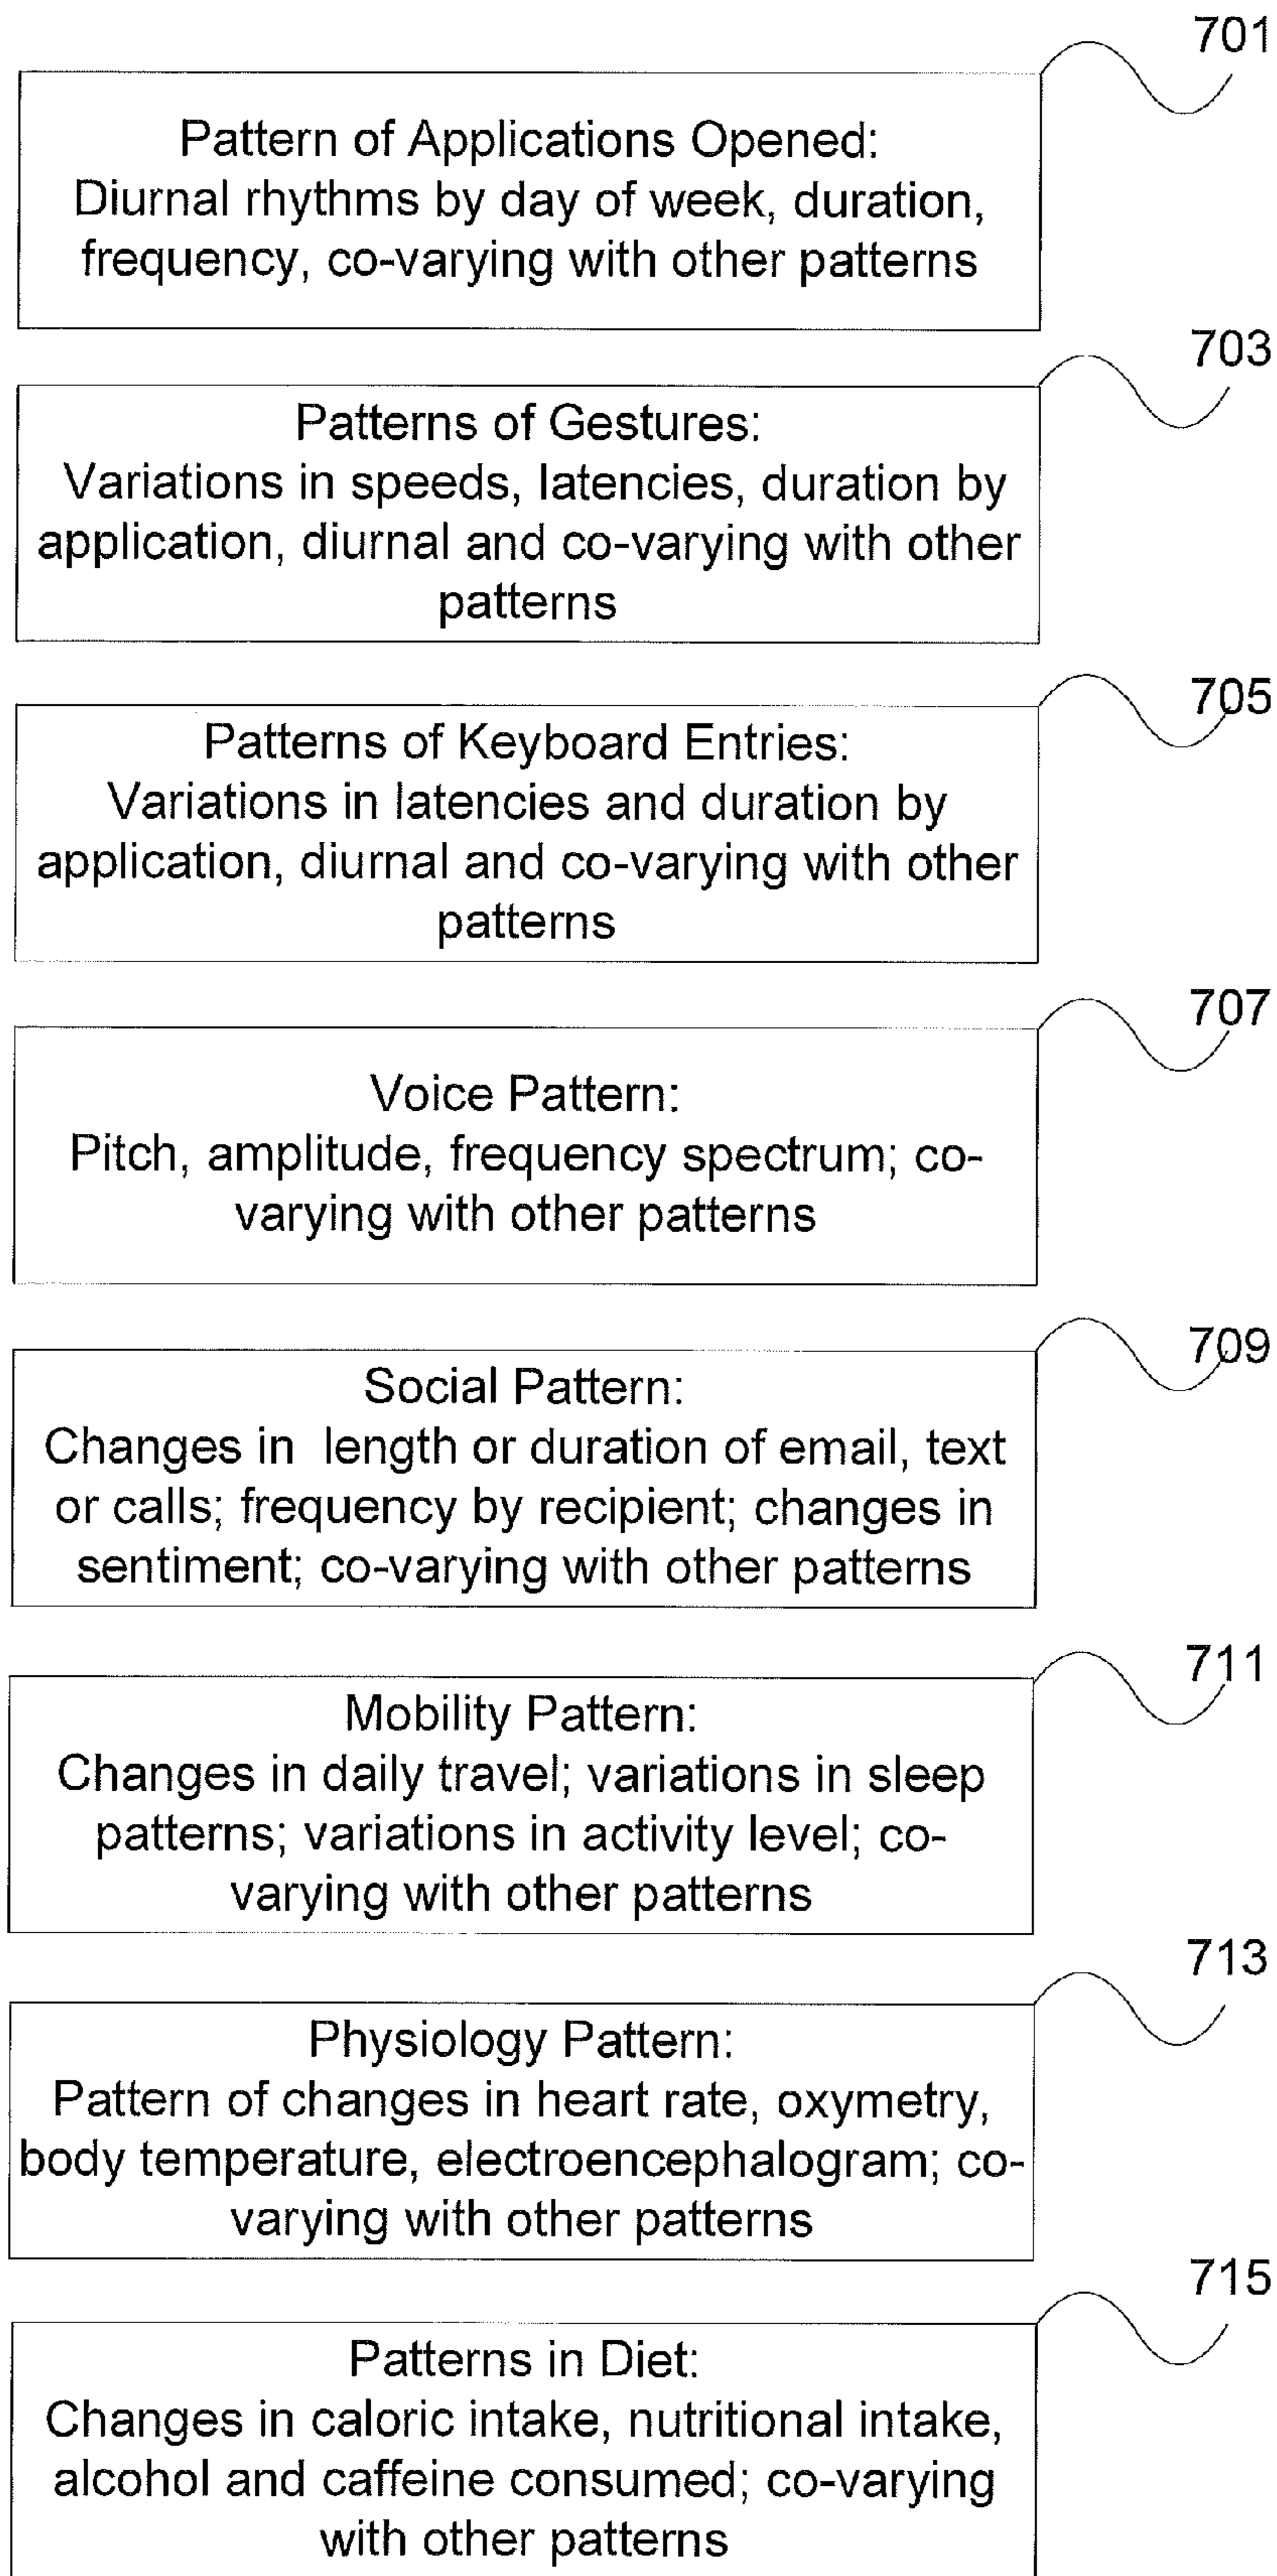 701
Pattern of Applications Opened:
Diurnal rhythms by day of week, duration,
frequency, co-varying with other patterns
703
Patterns of Gestures:
Variations in speeds, latencies, duration by
application, diurnal and co-varying with other
patterns
705
Patterns of Keyboard Entries:
Variations in latencies and duration by
application, diurnal and co-varying with other
patterns
707
Voice Pattern:
Pitch, amplitude, frequency spectrum; co-
varying with other patterns
709
Social Pattern:
Changes in length or duration of email, text
or calls; frequency by recipient; changes in
sentiment; co-varying with other patterns
711
Mobility Pattern:
Changes in daily travel; variations in sleep
patterns; variations in activity level; co-
varying with other patterns
713
Physiology Pattern:
Pattern of changes in heart rate, oxymetry,
body temperature, electroencephalogram; co-
varying with other patterns
715
Patterns in Diet:
Changes in caloric intake, nutritional intake,
alcohol and caffeine consumed; co-varying
with other patterns